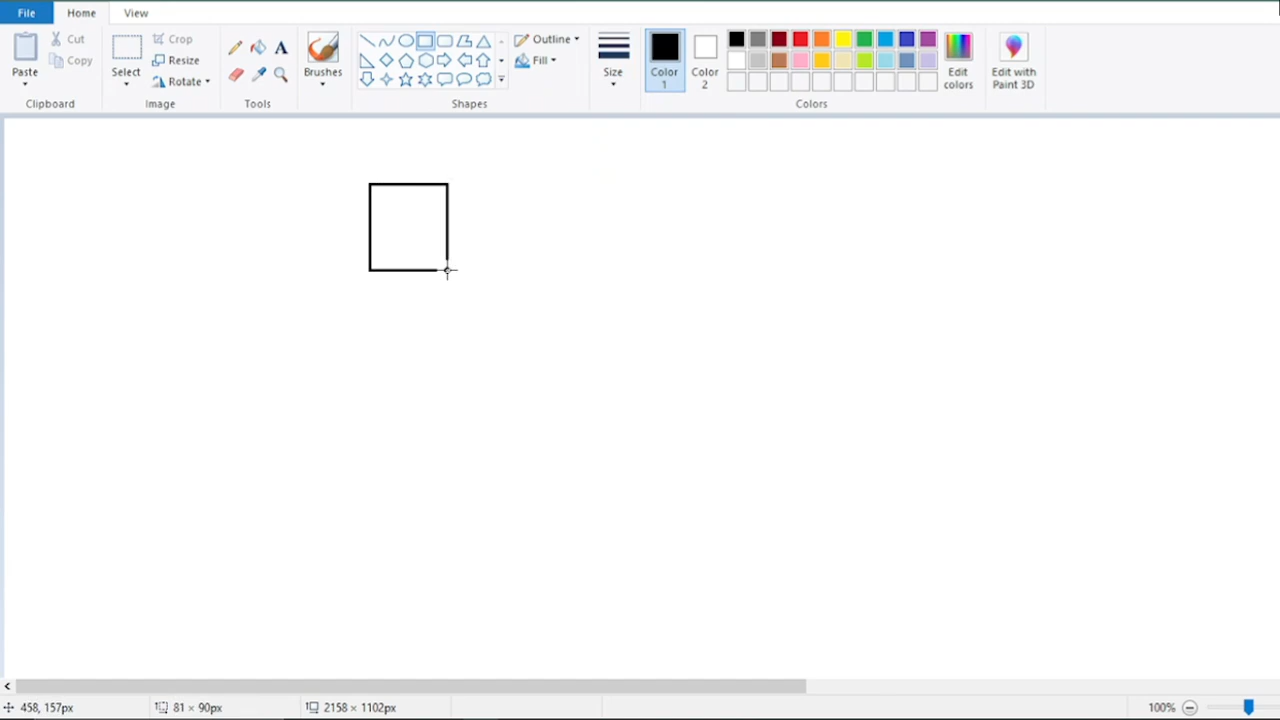 File Home View
Paste
Cut
Copy
Clipboard
Select
Crop
Resize
Rotate
Image
A
Tools
Brushes
Shapes
Outline
Fill
Size
Color 1
Color 2
Colors
Edit colors
Edit with Paint 3D
458, 157px 81 × 90px 2158 × 1102px 100%